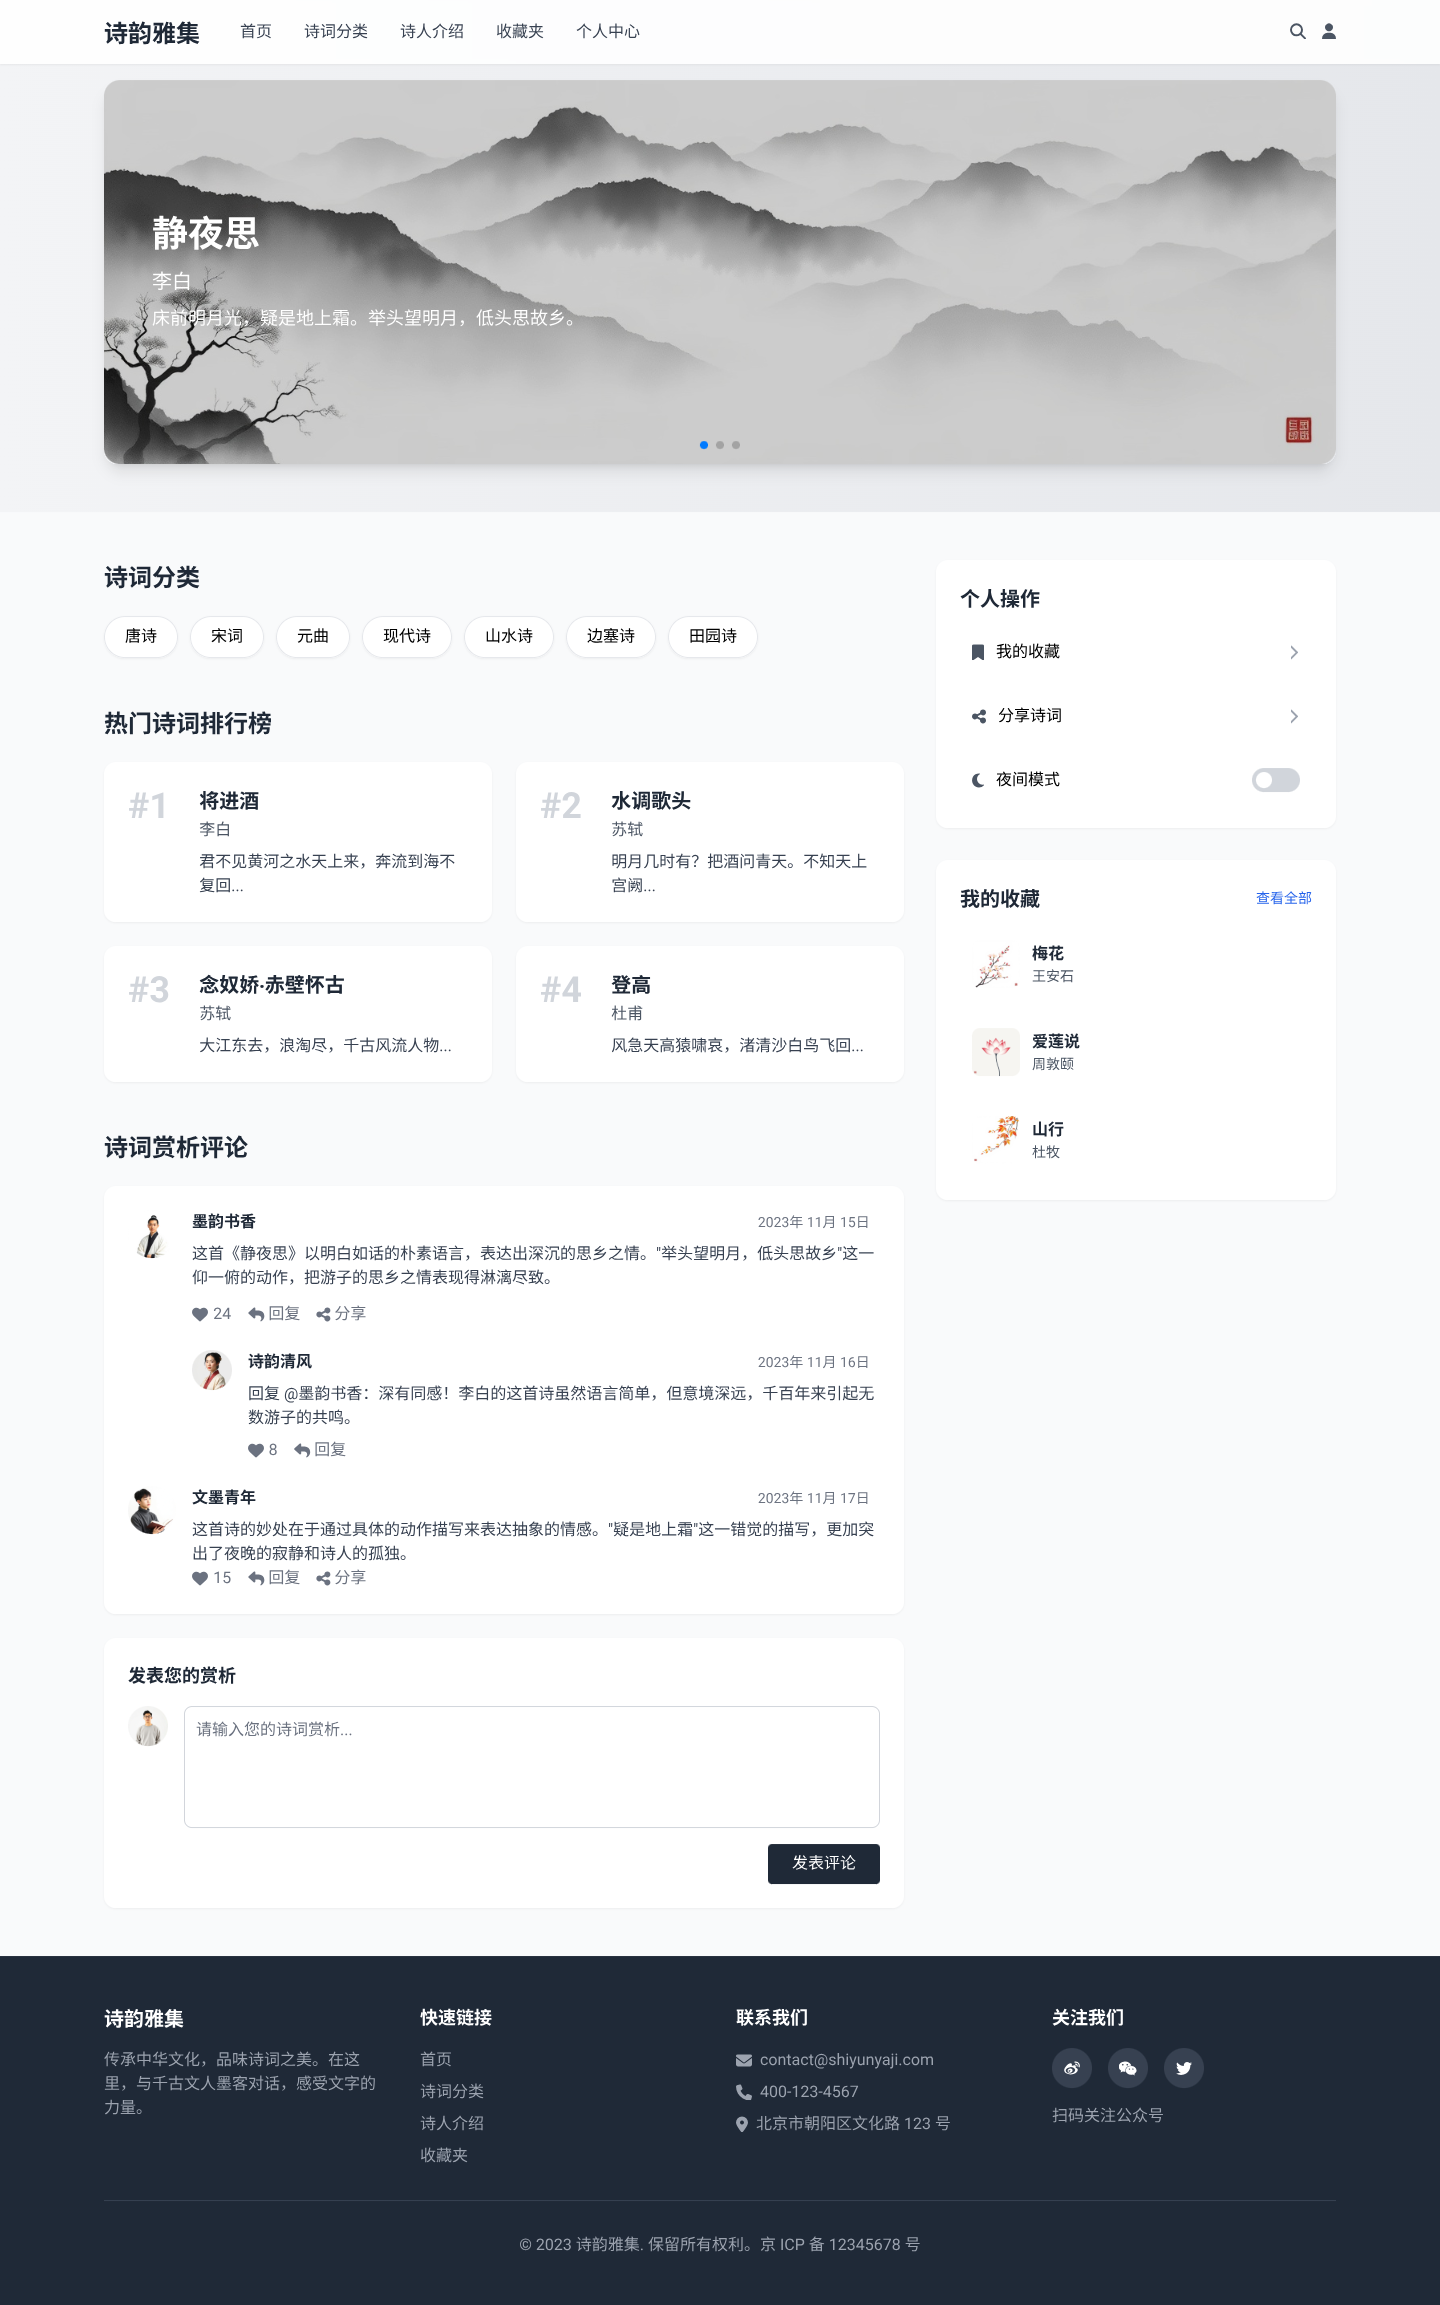 诗韵雅集
首页
诗词分类
诗人介绍
收藏夹
个人中心
静夜思
李白
床前明月光，疑是地上霜。举头望明月，低头思故乡。
诗词分类
唐诗
宋词
元曲
现代诗
山水诗
边塞诗
田园诗
热门诗词排行榜
#1
将进酒
李白
君不见黄河之水天上来，奔流到海不
复回...
#2
水调歌头
苏轼
明月几时有？把酒问青天。不知天上
宫阙...
#3
念奴娇·赤壁怀古
苏轼
大江东去，浪淘尽，千古风流人物...
#4
登高
杜甫
风急天高猿啸哀，渚清沙白鸟飞回...
诗词赏析评论
墨韵书香
2023年 11月 15日
这首《静夜思》以明白如话的朴素语言，表达出深沉的思乡之情。"举头望明月，低头思故乡"这一
仰一俯的动作，把游子的思乡之情表现得淋漓尽致。
24
回复
分享
诗韵清风
2023年 11月 16日
回复 @墨韵书香：深有同感！李白的这首诗虽然语言简单，但意境深远，千百年来引起无
数游子的共鸣。
8
回复
文墨青年
2023年 11月 17日
这首诗的妙处在于通过具体的动作描写来表达抽象的情感。"疑是地上霜"这一错觉的描写，更加突
出了夜晚的寂静和诗人的孤独。
15
回复
分享
发表您的赏析
请输入您的诗词赏析...
发表评论
个人操作
我的收藏
分享诗词
夜间模式
我的收藏
查看全部
梅花
王安石
爱莲说
周敦颐
山行
杜牧
诗韵雅集
传承中华文化，品味诗词之美。在这
里，与千古文人墨客对话，感受文字的
力量。
快速链接
首页
诗词分类
诗人介绍
收藏夹
联系我们
contact@shiyunyaji.com
400-123-4567
北京市朝阳区文化路 123 号
关注我们
扫码关注公众号
© 2023 诗韵雅集. 保留所有权利。京 ICP 备 12345678 号